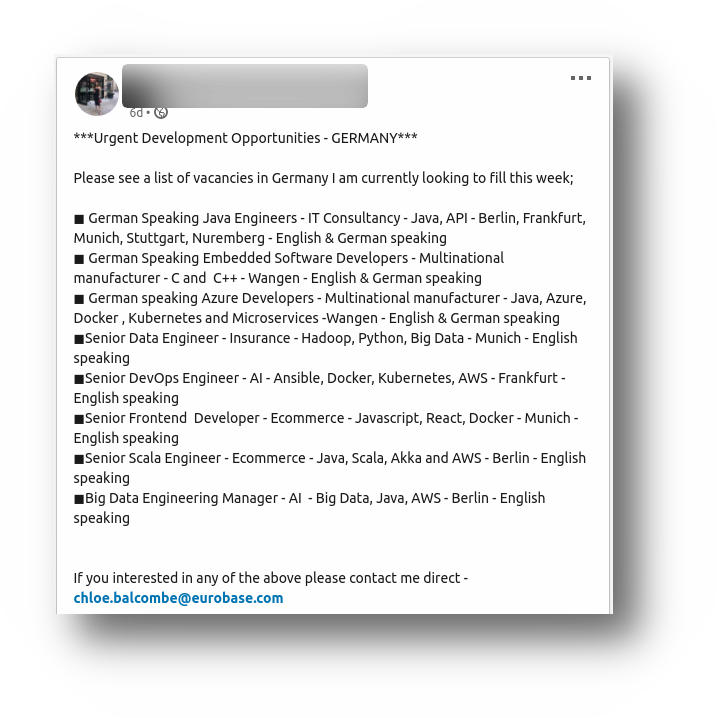 6d •
***Urgent Development Opportunities - GERMANY***
Please see a list of vacancies in Germany I am currently looking to fill this week;
■ German Speaking Java Engineers - IT Consultancy - Java, API - Berlin, Frankfurt,
Munich, Stuttgart, Nuremberg - English & German speaking
■ German Speaking Embedded Software Developers - Multinational
manufacturer - C and  C++ - Wangen - English & German speaking
■ German speaking Azure Developers - Multinational manufacturer - Java, Azure,
Docker , Kubernetes and Microservices -Wangen - English & German speaking
■Senior Data Engineer - Insurance - Hadoop, Python, Big Data - Munich - English
speaking
■Senior DevOps Engineer - AI - Ansible, Docker, Kubernetes, AWS - Frankfurt -
English speaking
■Senior Frontend  Developer - Ecommerce - Javascript, React, Docker - Munich -
English speaking
■Senior Scala Engineer - Ecommerce - Java, Scala, Akka and AWS - Berlin - English
speaking
■Big Data Engineering Manager - AI  - Big Data, Java, AWS - Berlin - English
speaking
If you interested in any of the above please contact me direct -
chloe.balcombe@eurobase.com